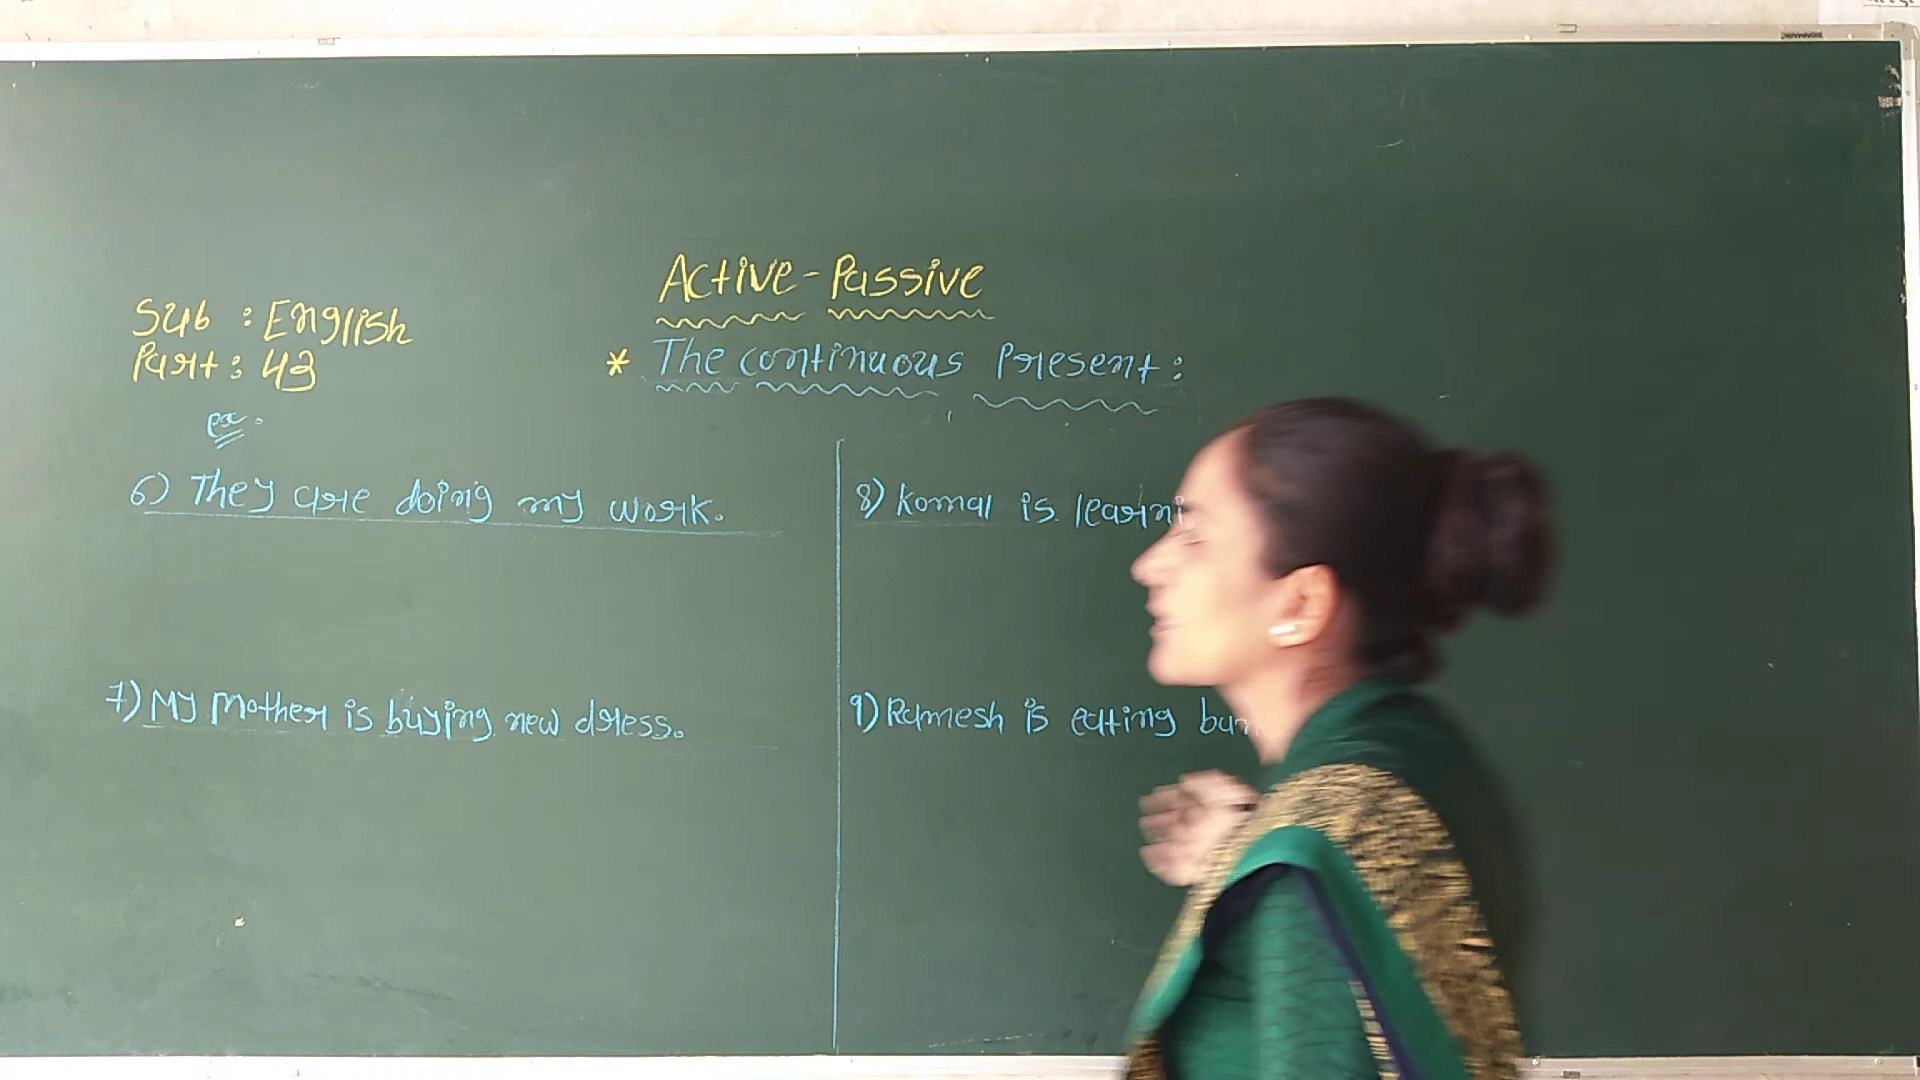 Active-Passive
Sub : English
Part : 43
* The continuous Present :
ex.
6) They are doing my work.
8) Komal is
7) My Mother is buying new dress.
9) Ramesh is eating